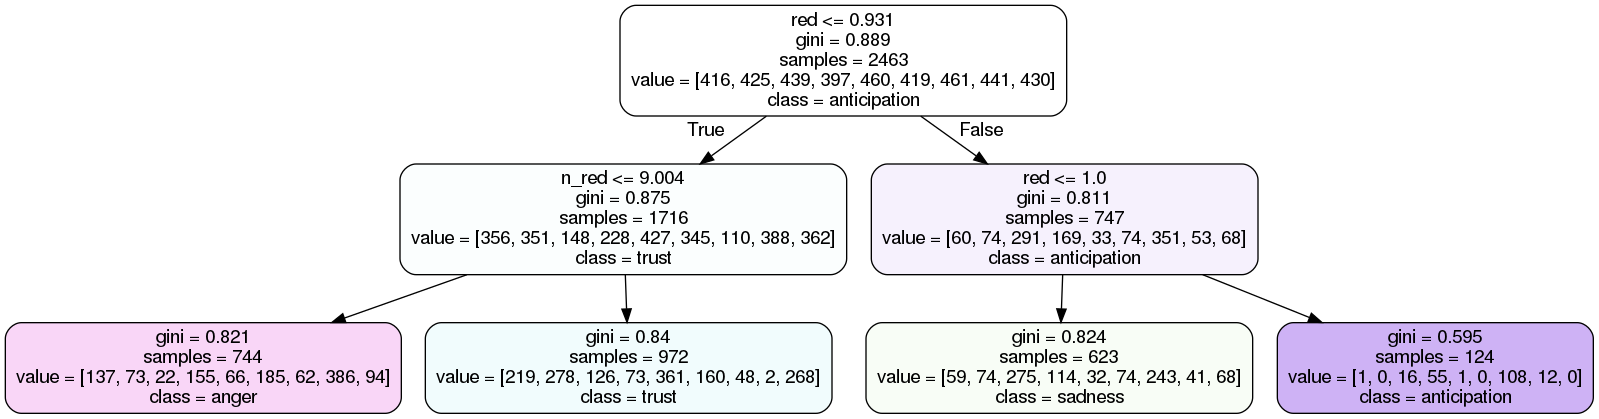 red <= 0.931
gini = 0.889
samples = 2463
value = [416, 425, 439, 397, 460, 419, 461, 441, 430]
class = anticipation
True
False
n_red <= 9.004
gini = 0.875
samples = 1716
value = [356, 351, 148, 228, 427, 345, 110, 388, 362]
class = trust
red <= 1.0
gini = 0.811
samples = 747
value = [60, 74, 291, 169, 33, 74, 351, 53, 68]
class = anticipation
gini = 0.821
samples = 744
value = [137, 73, 22, 155, 66, 185, 62, 386, 94]
class = anger
gini = 0.84
samples = 972
value = [219, 278, 126, 73, 361, 160, 48, 2, 268]
class = trust
gini = 0.824
samples = 623
value = [59, 74, 275, 114, 32, 74, 243, 41, 68]
class = sadness
gini = 0.595
samples = 124
value = [1, 0, 16, 55, 1, 0, 108, 12, 0]
class = anticipation